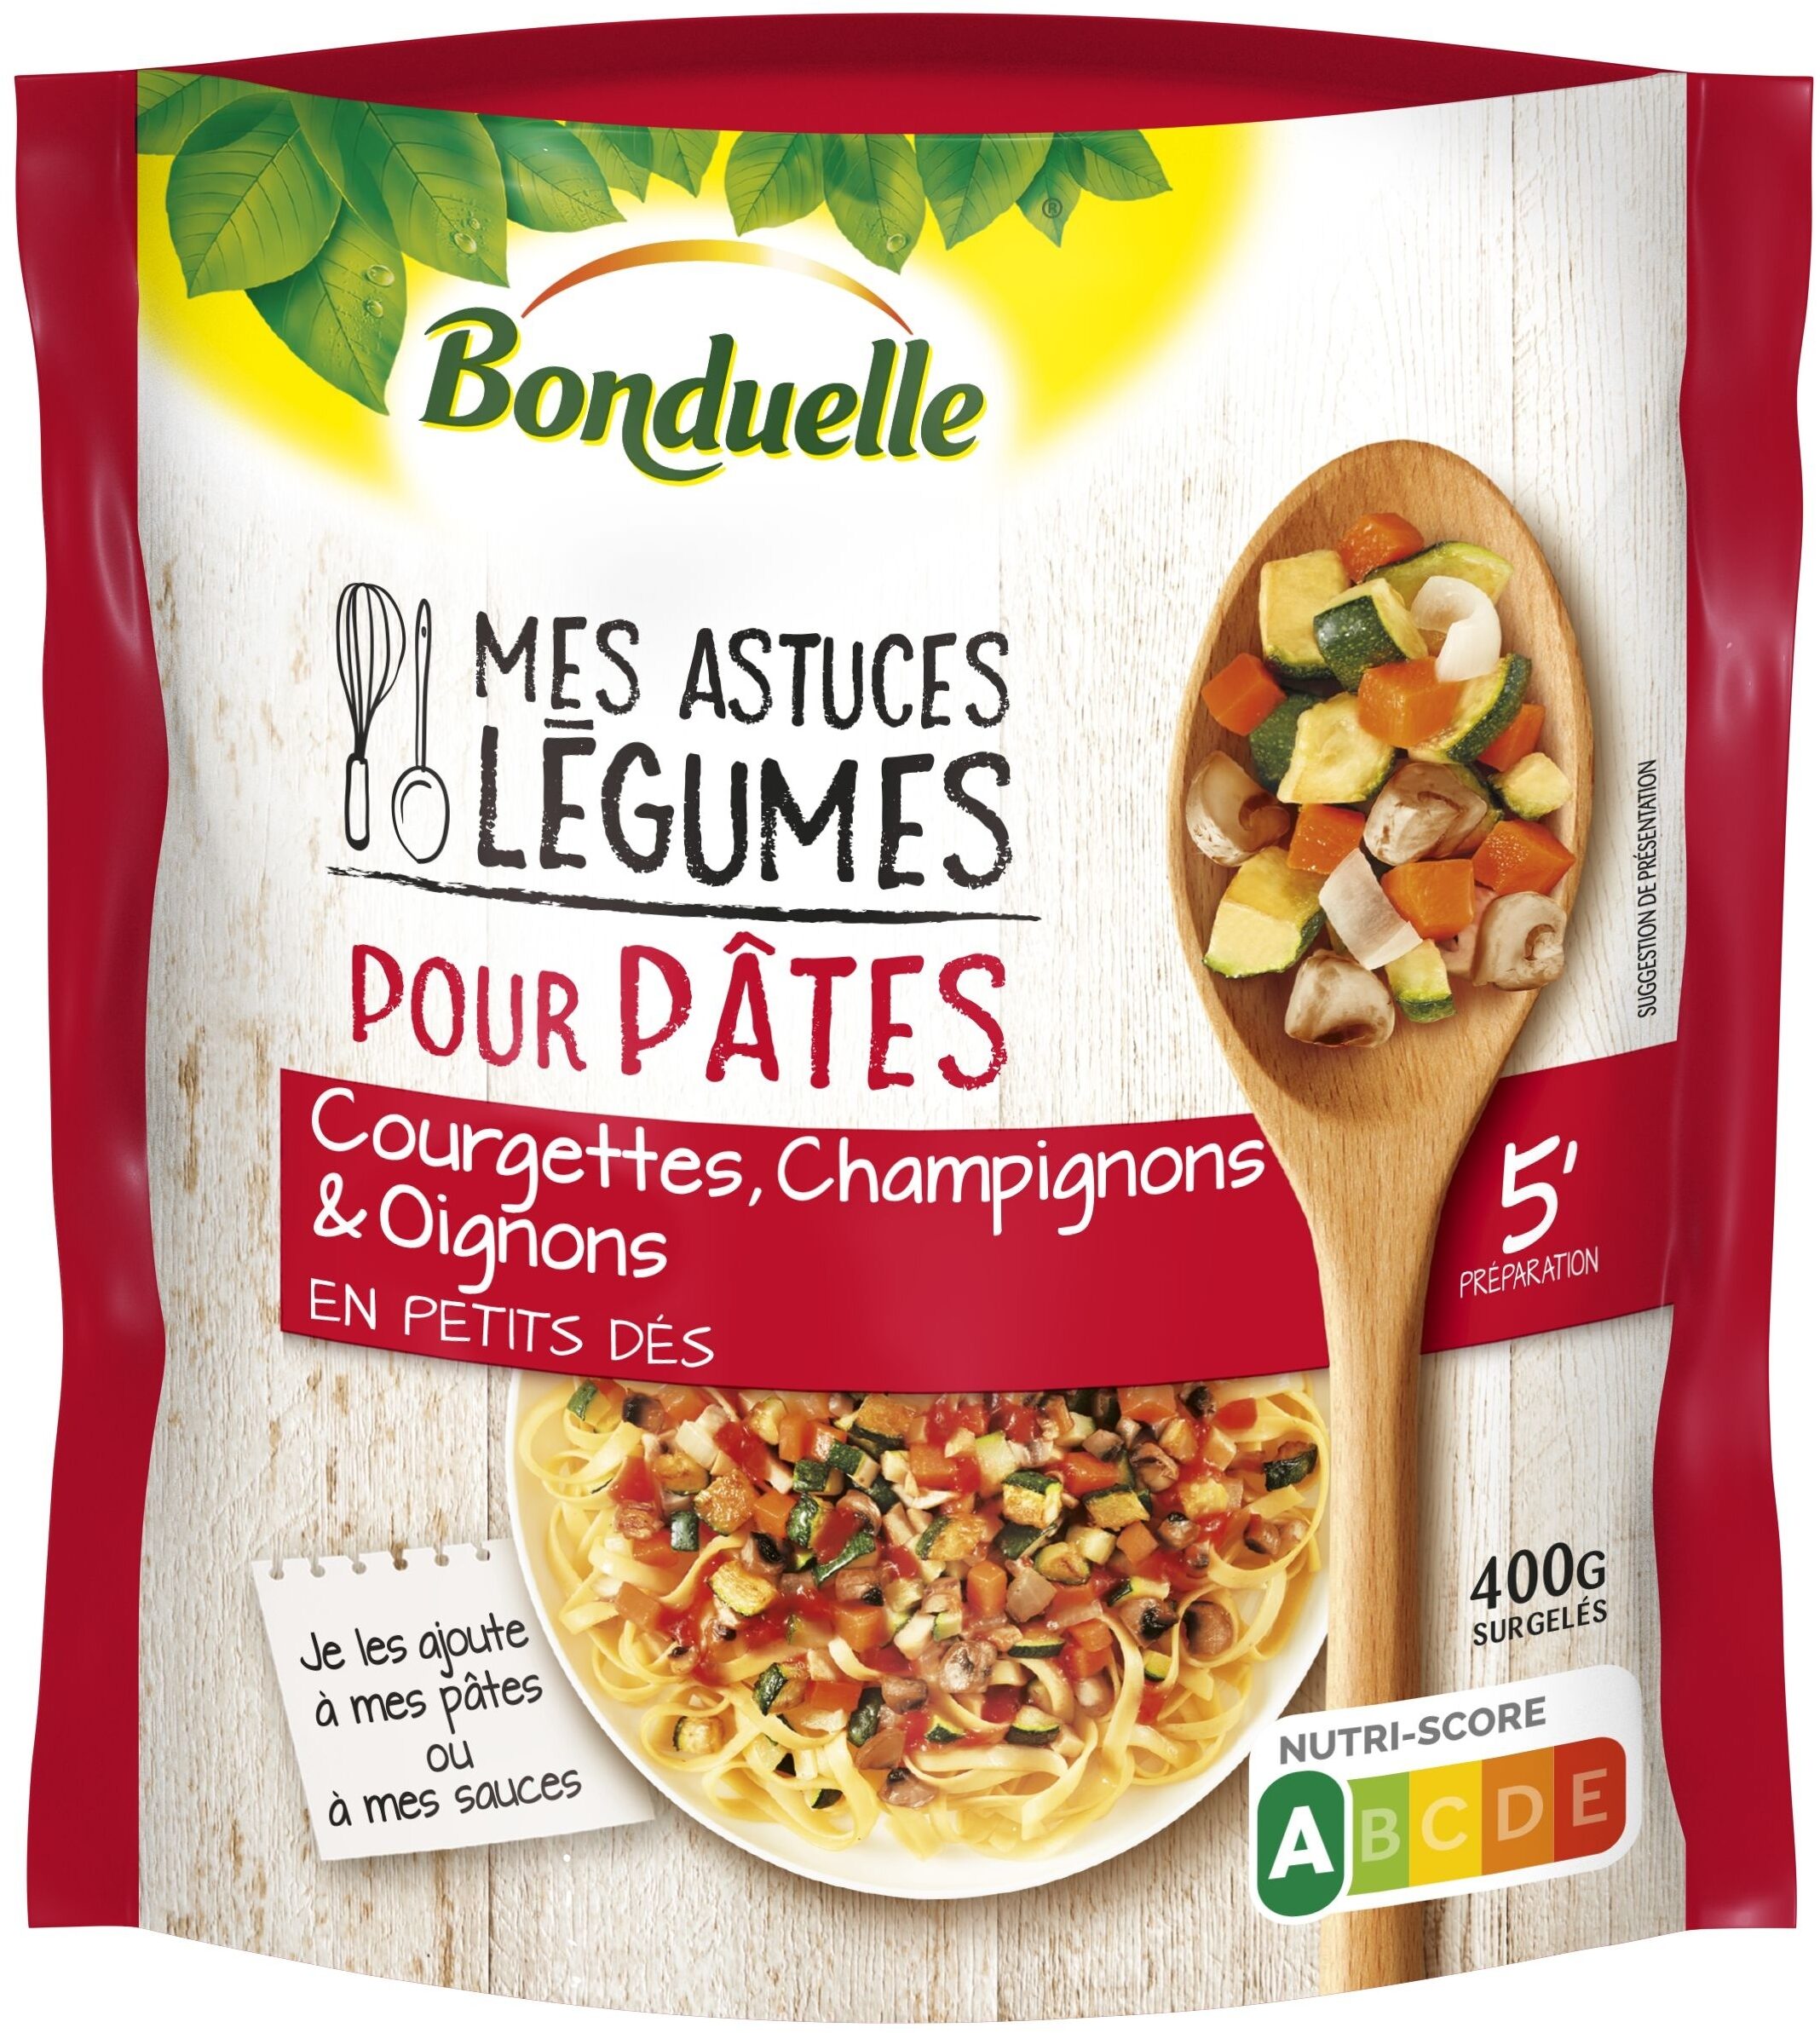 ®
Bonduelle
MES ASTUCES
LÉGUMES
POUR PÂTES
Courgettes, Champignons
& Oignons
EN PETITS DÉS
5'
PRÉPARATION
SUGGESTION DE PRÉSENTATION
Je les ajoute
à mes pâtes
ou
à mes sauces
400G
SURGELÉS
NUTRI-SCORE
A B C D E